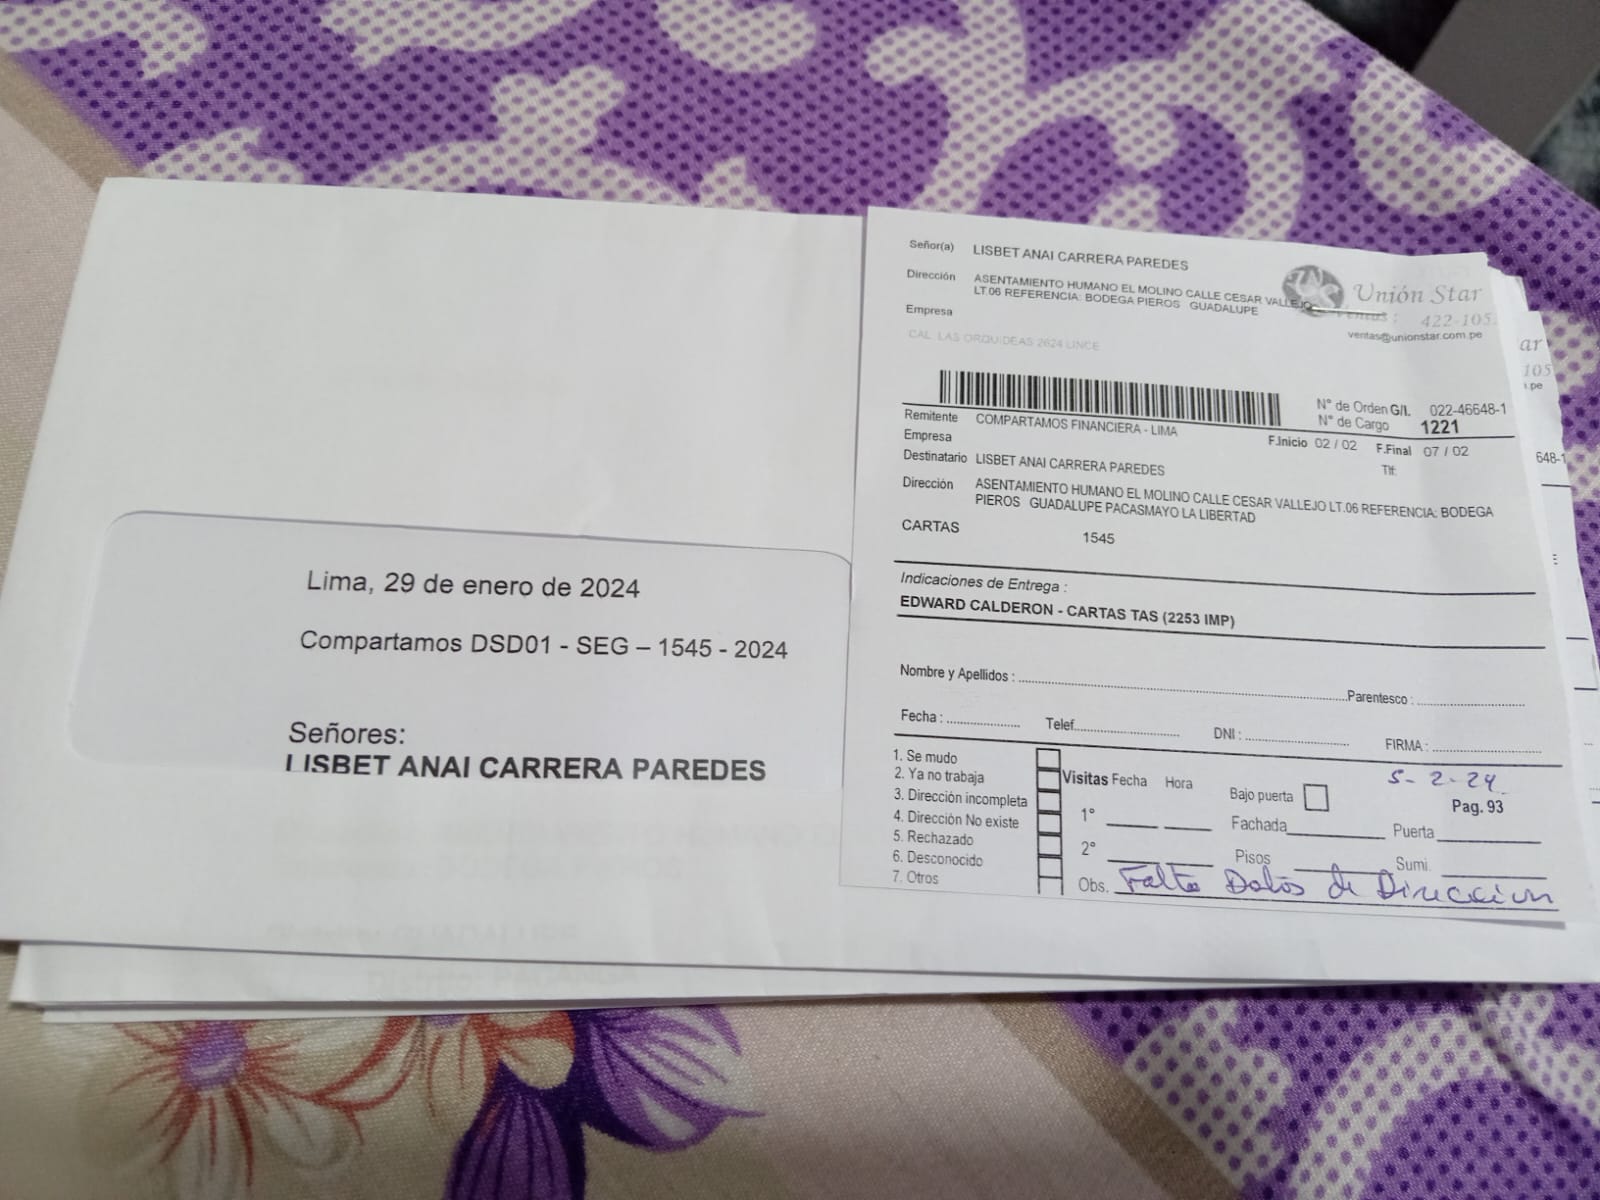 Lima, 29 de enero de 2024
Compartamos DSD01 - SEG – 1545 - 2024
Señores:
LISBET ANAI CARRERA PAREDES
Señor(a) LISBET ANAI CARRERA PAREDES
Dirección ASENTAMIENTO HUMANO EL MOLINO CALLE CESAR VALLEJO
LT.06 REFERENCIA: BODEGA PIEROS GUADALUPE
Empresa
CAL. LAS ORQUIDEAS 2624 LINCE
Unión Star
Ventas : 422-105
ventas@unionstar.com.pe
N° de Orden G/I. 022-46648-1
N° de Cargo 1221
Remitente COMPARTAMOS FINANCIERA - LIMA
F.Inicio 02 / 02 F.Final 07 / 02
Empresa
Tlf:
Destinatario LISBET ANAI CARRERA PAREDES
Dirección ASENTAMIENTO HUMANO EL MOLINO CALLE CESAR VALLEJO LT.06 REFERENCIA: BODEGA
PIEROS GUADALUPE PACASMAYO LA LIBERTAD
CARTAS 1545
Indicaciones de Entrega :
EDWARD CALDERON - CARTAS TAS (2253 IMP)
Nombre y Apellidos : Parentesco :
Fecha : Telef. DNI : FIRMA :
5-2-24
1. Se mudo
2. Ya no trabaja
3. Dirección incompleta
4. Dirección No existe
5. Rechazado
6. Desconocido
7. Otros
Visitas Fecha Hora
1°
2°
Bajo puerta
Pag. 93
Fachada Puerta
Pisos Sumi.
Obs. Falta Datos de Direccion
ar
105
.pe
648-1